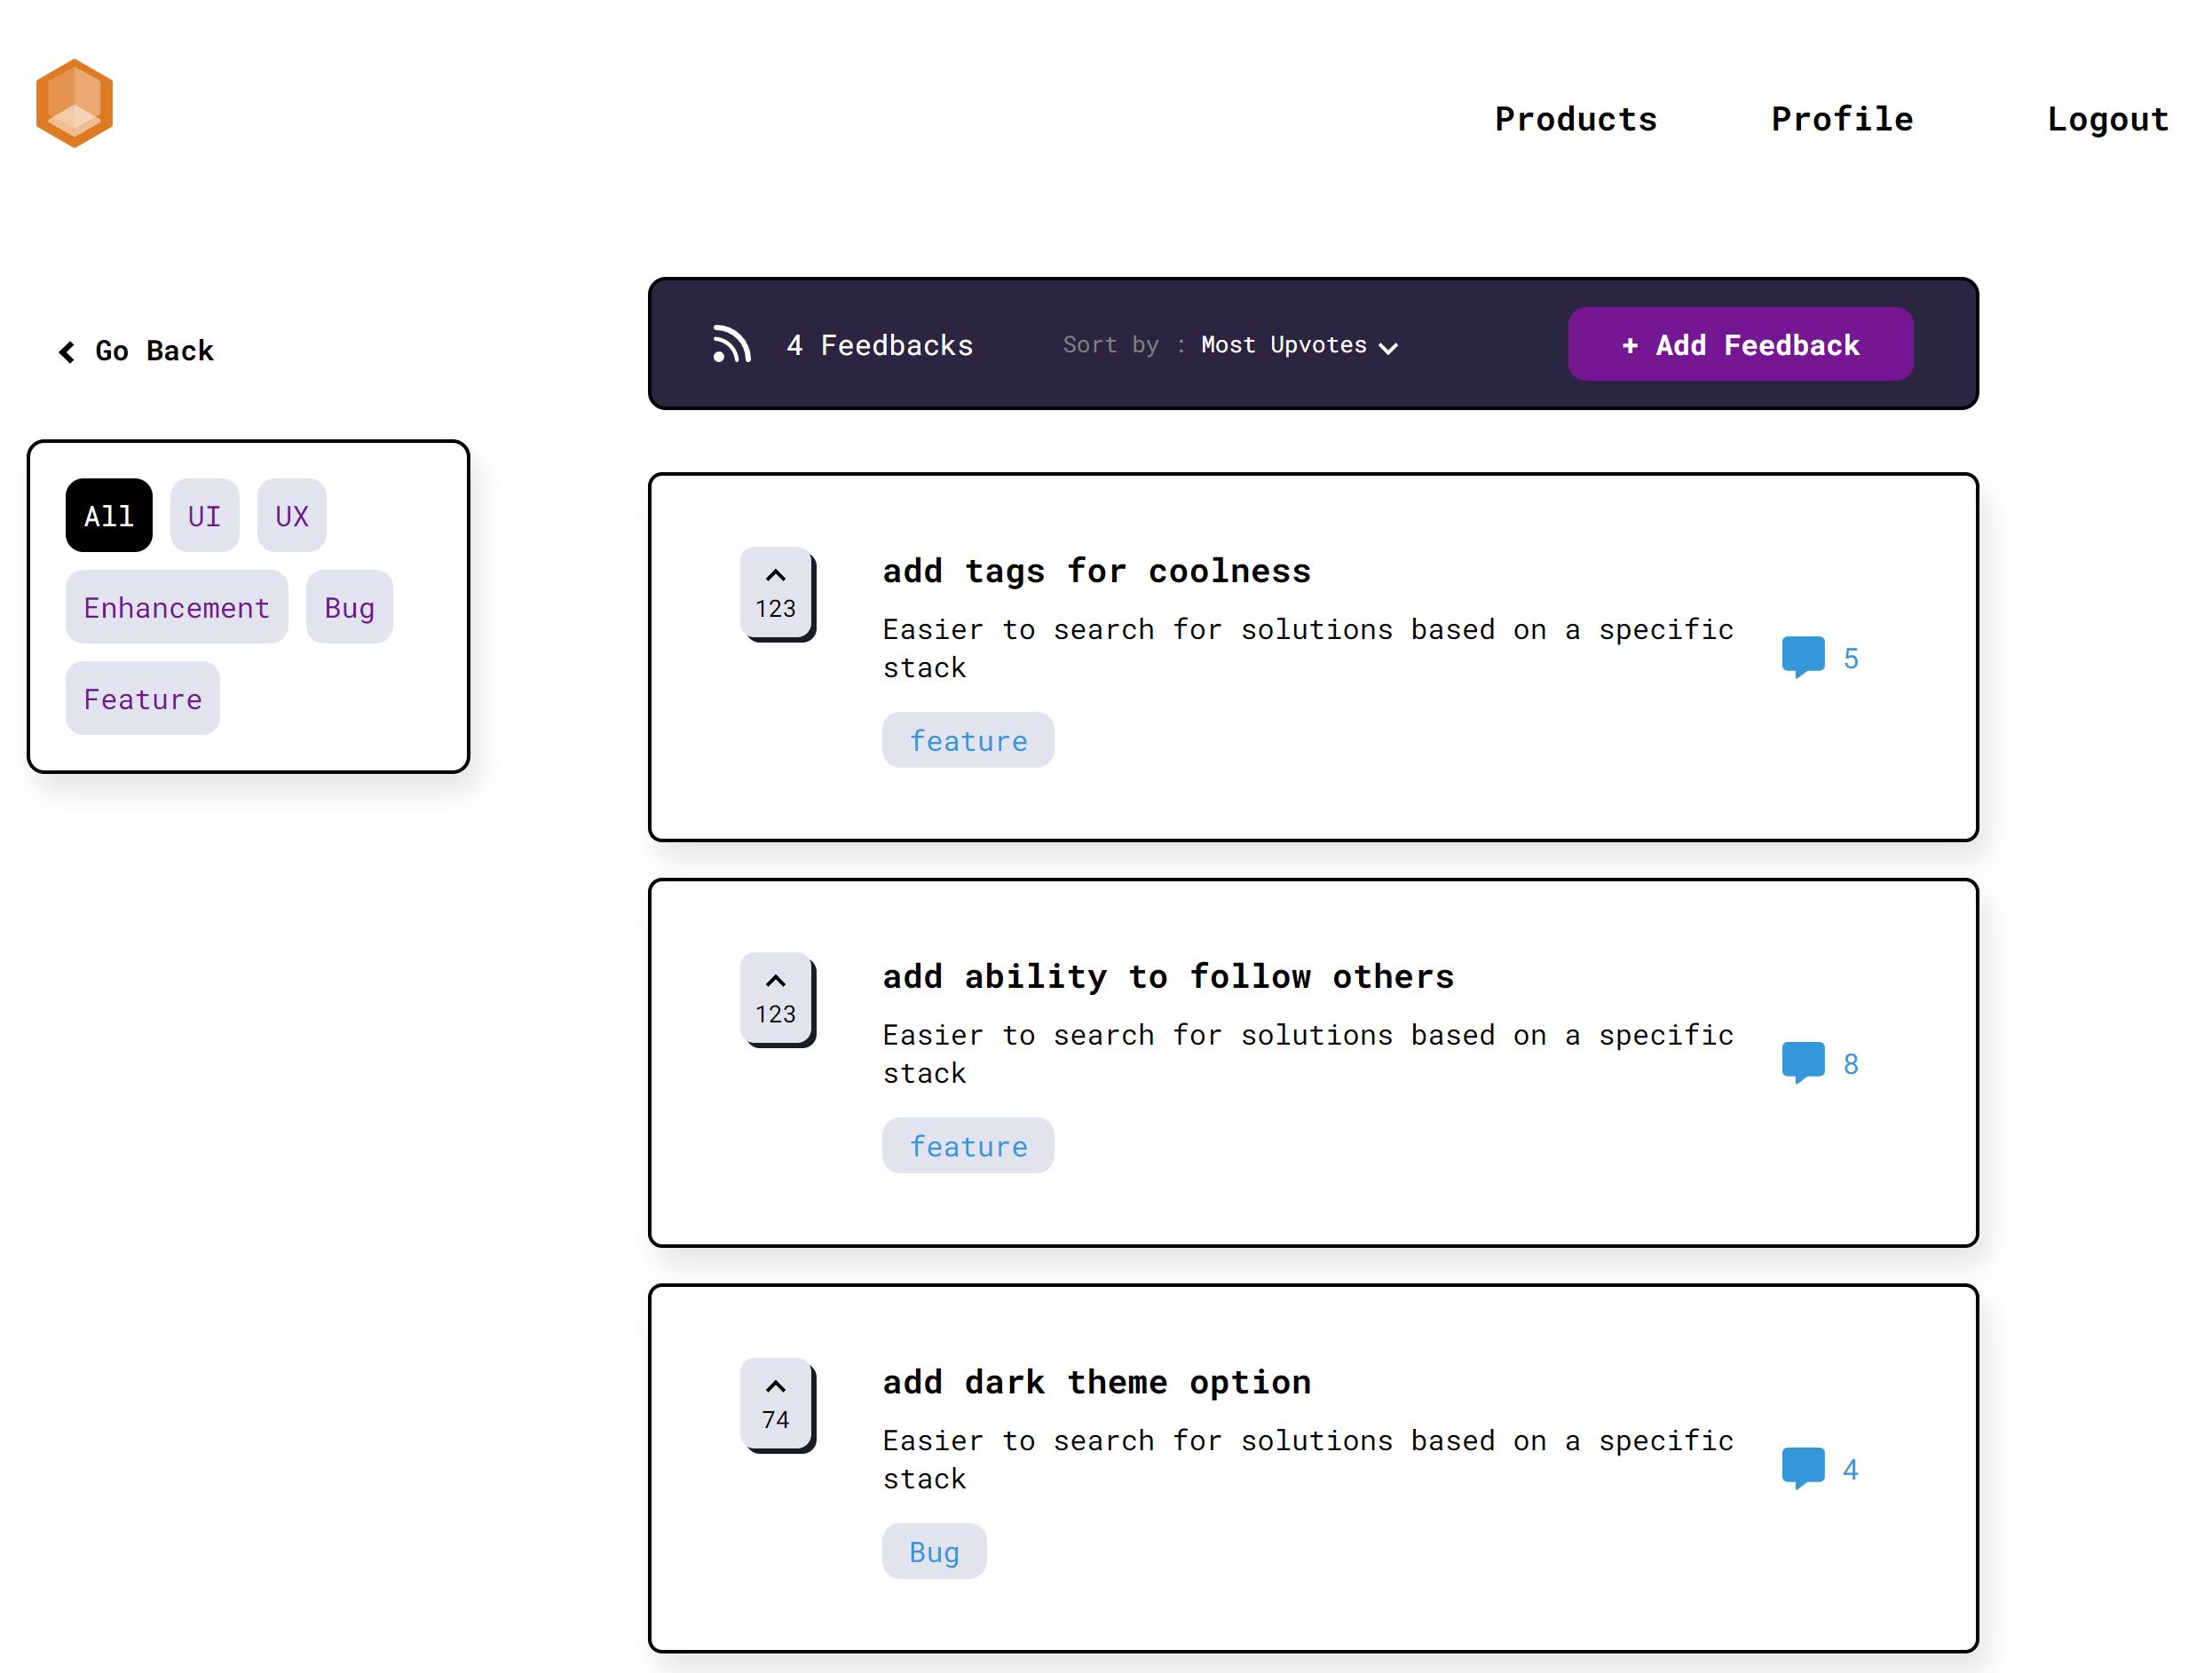 Products Profile Logout
Go Back
4 Feedbacks Sort by : Most Upvotes + Add Feedback
All UI UX
Enhancement Bug
Feature
add tags for coolness
123
Easier to search for solutions based on a specific
stack
5
feature
add ability to follow others
123
Easier to search for solutions based on a specific
stack
8
feature
add dark theme option
74
Easier to search for solutions based on a specific
stack
4
Bug